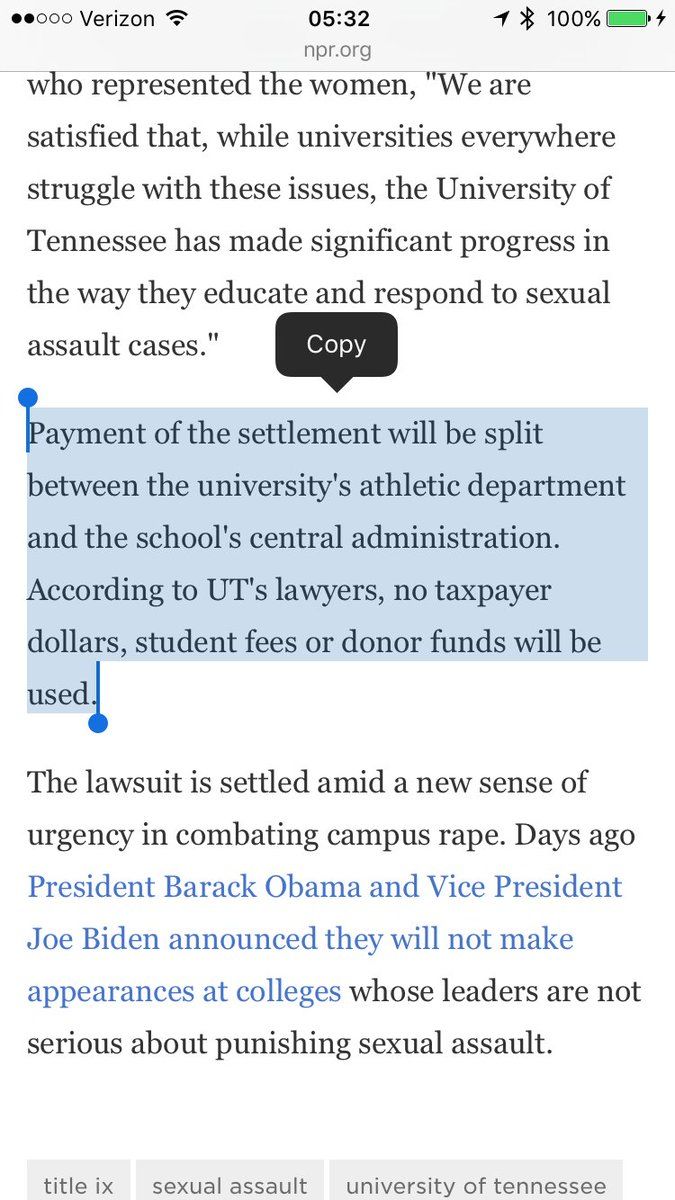 Verizon 05:32 100%
npr.org
who represented the women, "We are
satisfied that, while universities everywhere
struggle with these issues, the University of
Tennessee has made significant progress in
the way they educate and respond to sexual
assault cases."
Copy
Payment of the settlement will be split
between the university's athletic department
and the school's central administration.
According to UT's lawyers, no taxpayer
dollars, student fees or donor funds will be
used.
The lawsuit is settled amid a new sense of
urgency in combating campus rape. Days ago
President Barack Obama and Vice President
Joe Biden announced they will not make
appearances at colleges whose leaders are not
serious about punishing sexual assault.
title ix sexual assault university of tennessee